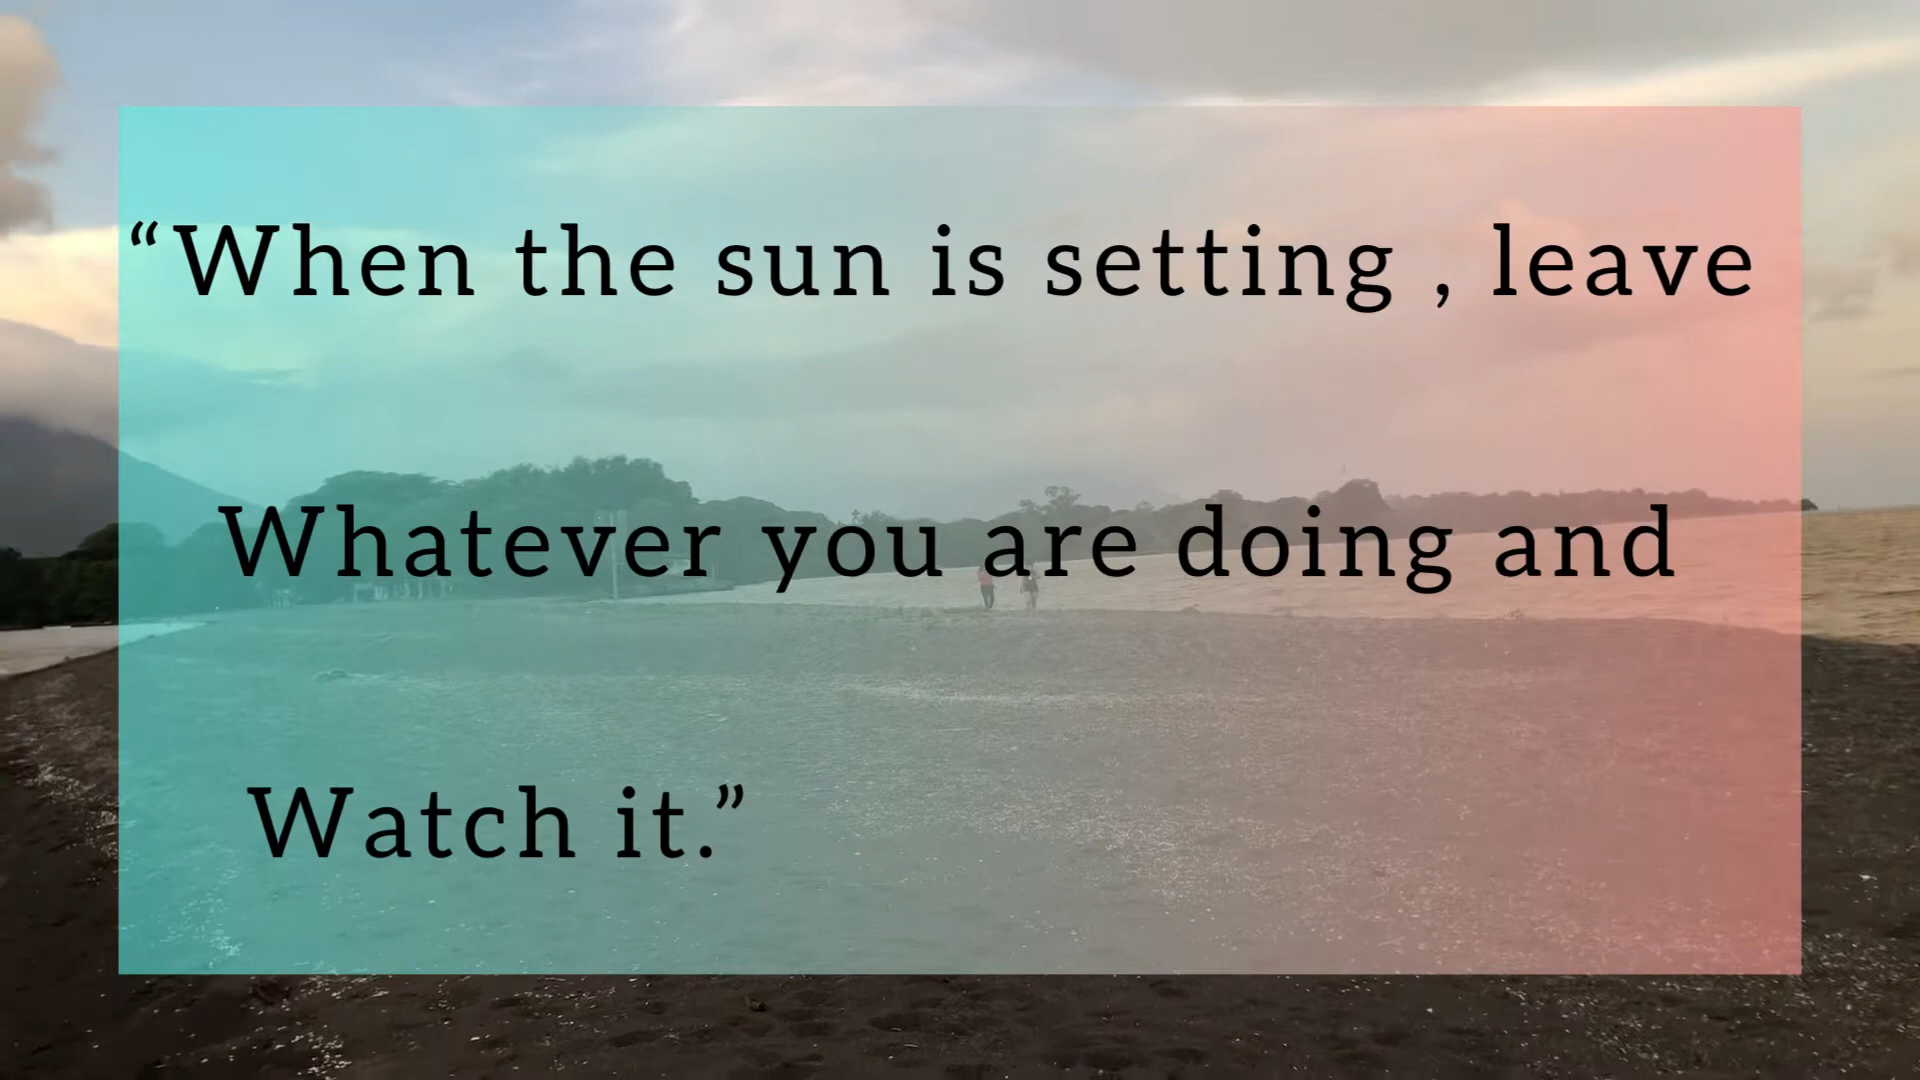 “When the sun is setting , leave
Whatever you are doing and
Watch it.”